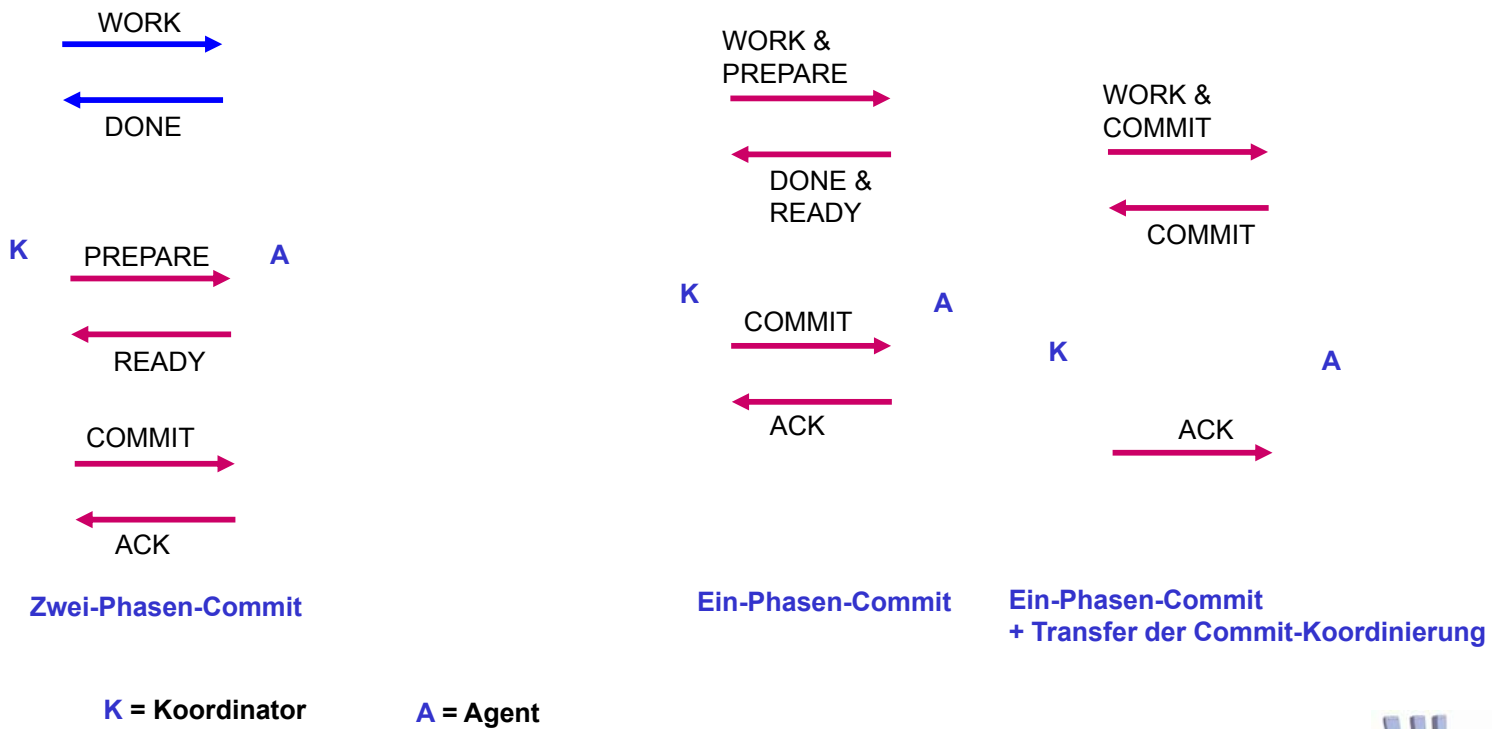 WORK
DONE
K
PREPARE
A
READY
COMMIT
ACK
Zwei-Phasen-Commit
WORK &
PREPARE
DONE &
READY
K
A
COMMIT
ACK
Ein-Phasen-Commit
WORK &
COMMIT
COMMIT
K
A
ACK
Ein-Phasen-Commit
+ Transfer der Commit-Koordinierung
K = Koordinator
A = Agent